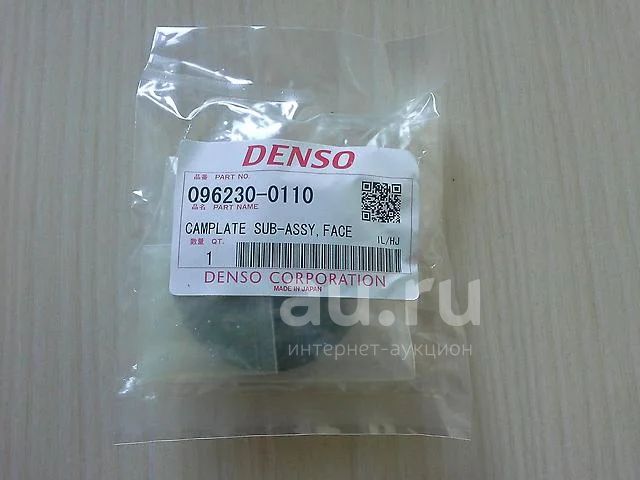 DENSO
品番 PART NO.
096230-0110
品名 PART NAME
CAMPLATE SUB-ASSY,FACE
数量 QT.
IL/HJ
1
DENSO CORPORATION
MADE IN JAPAN
au.ru
интернет-аукцион